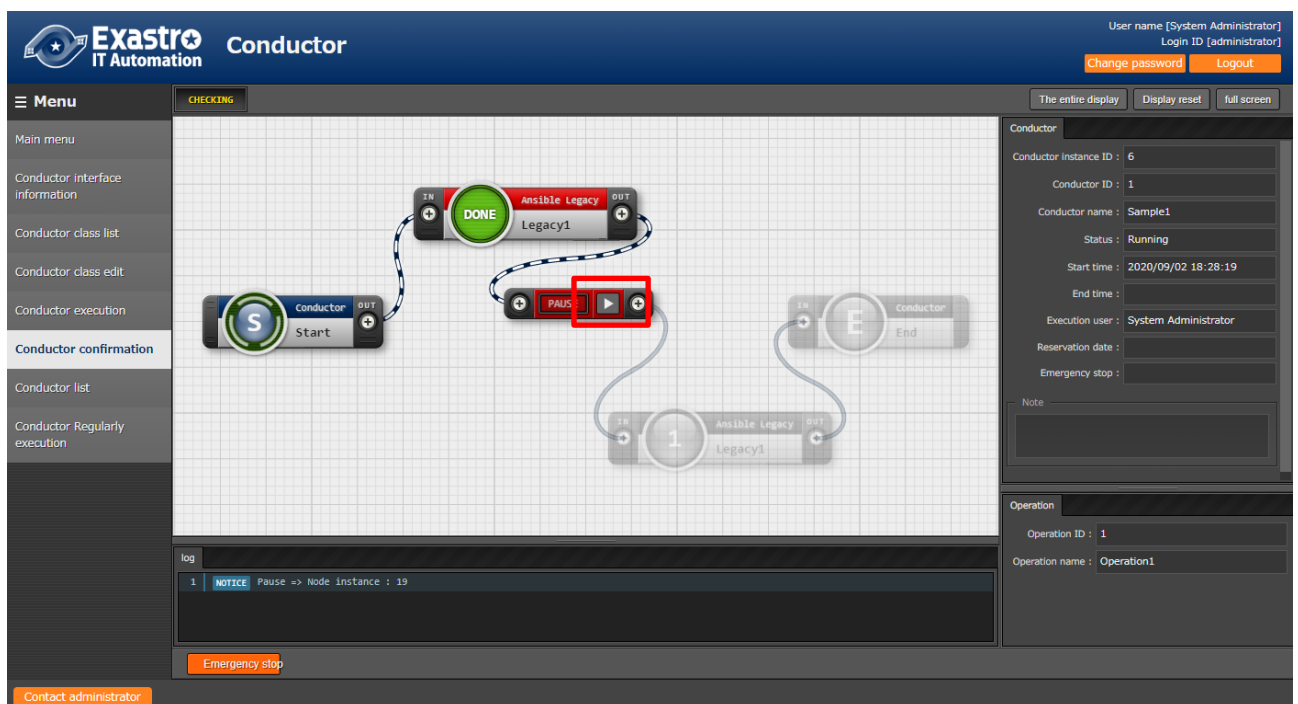 Exastro
IT Automation
Conductor
User name [System Administrator]
Login ID [administrator]
Change password
Logout
☰ Menu
CHECKING
The entire display
Display reset
full screen
Main menu
Conductor interface
information
Conductor class list
Conductor class edit
Conductor execution
Conductor confirmation
Conductor list
Conductor Regularly
execution
IN
DONE
Ansible Legacy
Legacy1
OUT
S
Conductor
Start
OUT
PAUSE
IN
E
Conductor
End
IN
1
Ansible Legacy
Legacy1
OUT
Conductor
Conductor instance ID : 6
Conductor ID : 1
Conductor name : Sample1
Status : Running
Start time : 2020/09/02 18:28:19
End time :
Execution user : System Administrator
Reservation date :
Emergency stop :
Note
Operation
Operation ID : 1
Operation name : Operation1
log
1 NOTICE Pause => Node instance : 19
Emergency stop
Contact administrator